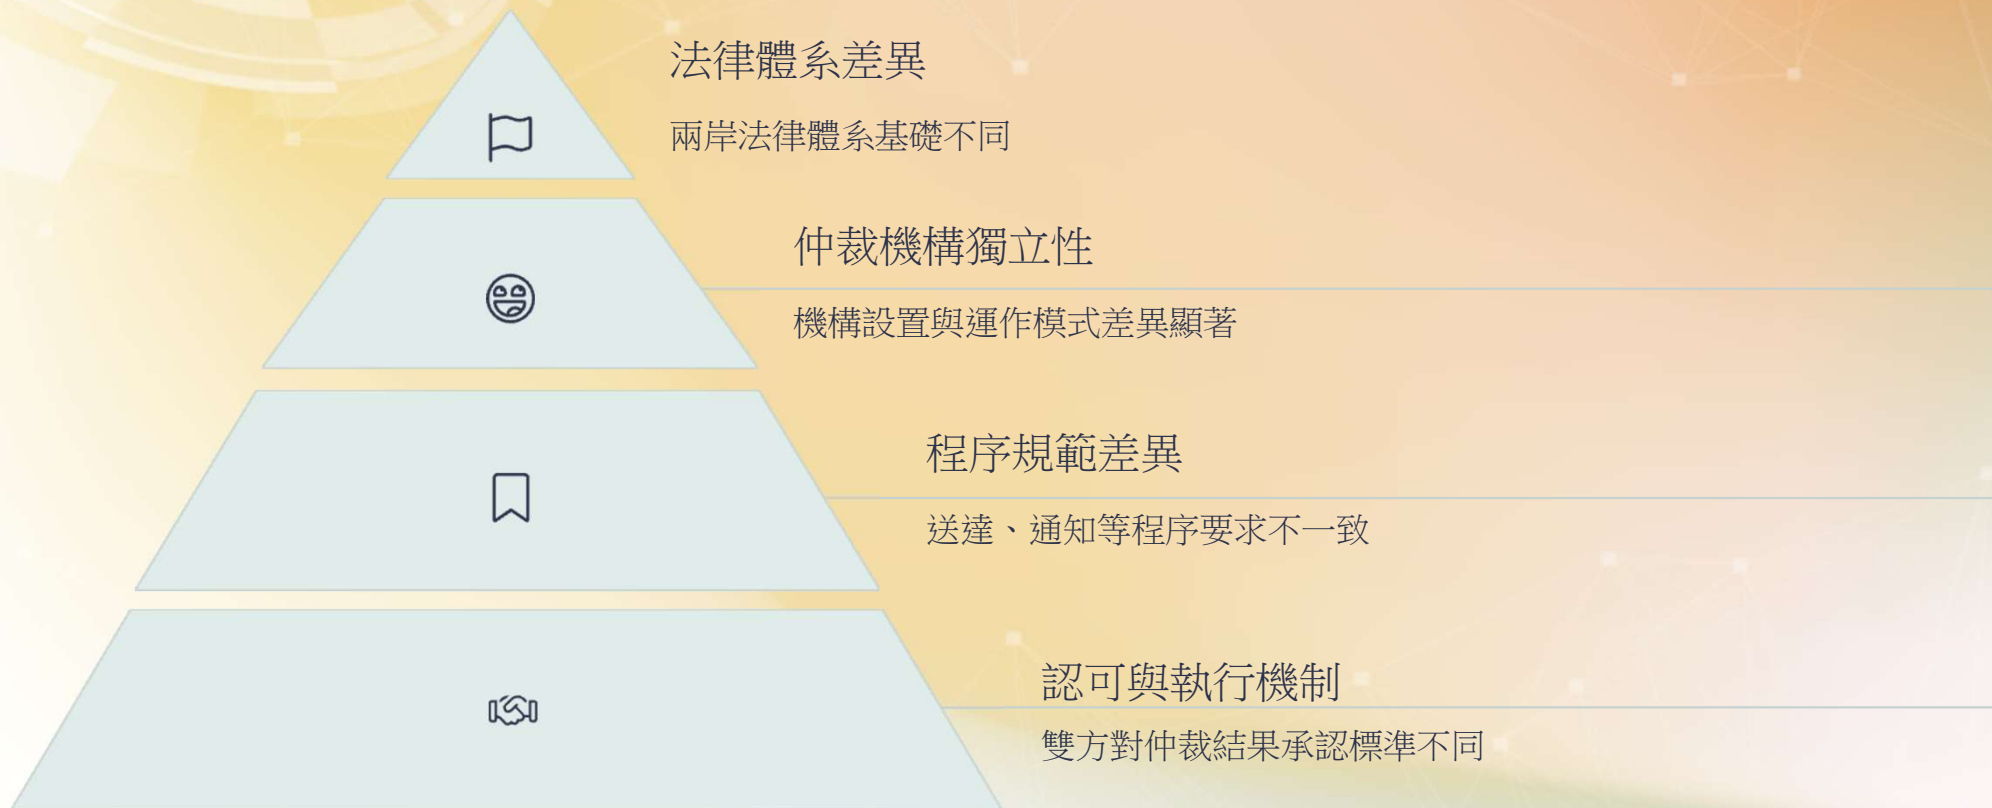 法律體系差異
兩岸法律體系基礎不同
仲裁機構獨立性
機構設置與運作模式差異顯著
程序規範差異
送達、通知等程序要求不一致
認可與執行機制
雙方對仲裁結果承認標準不同